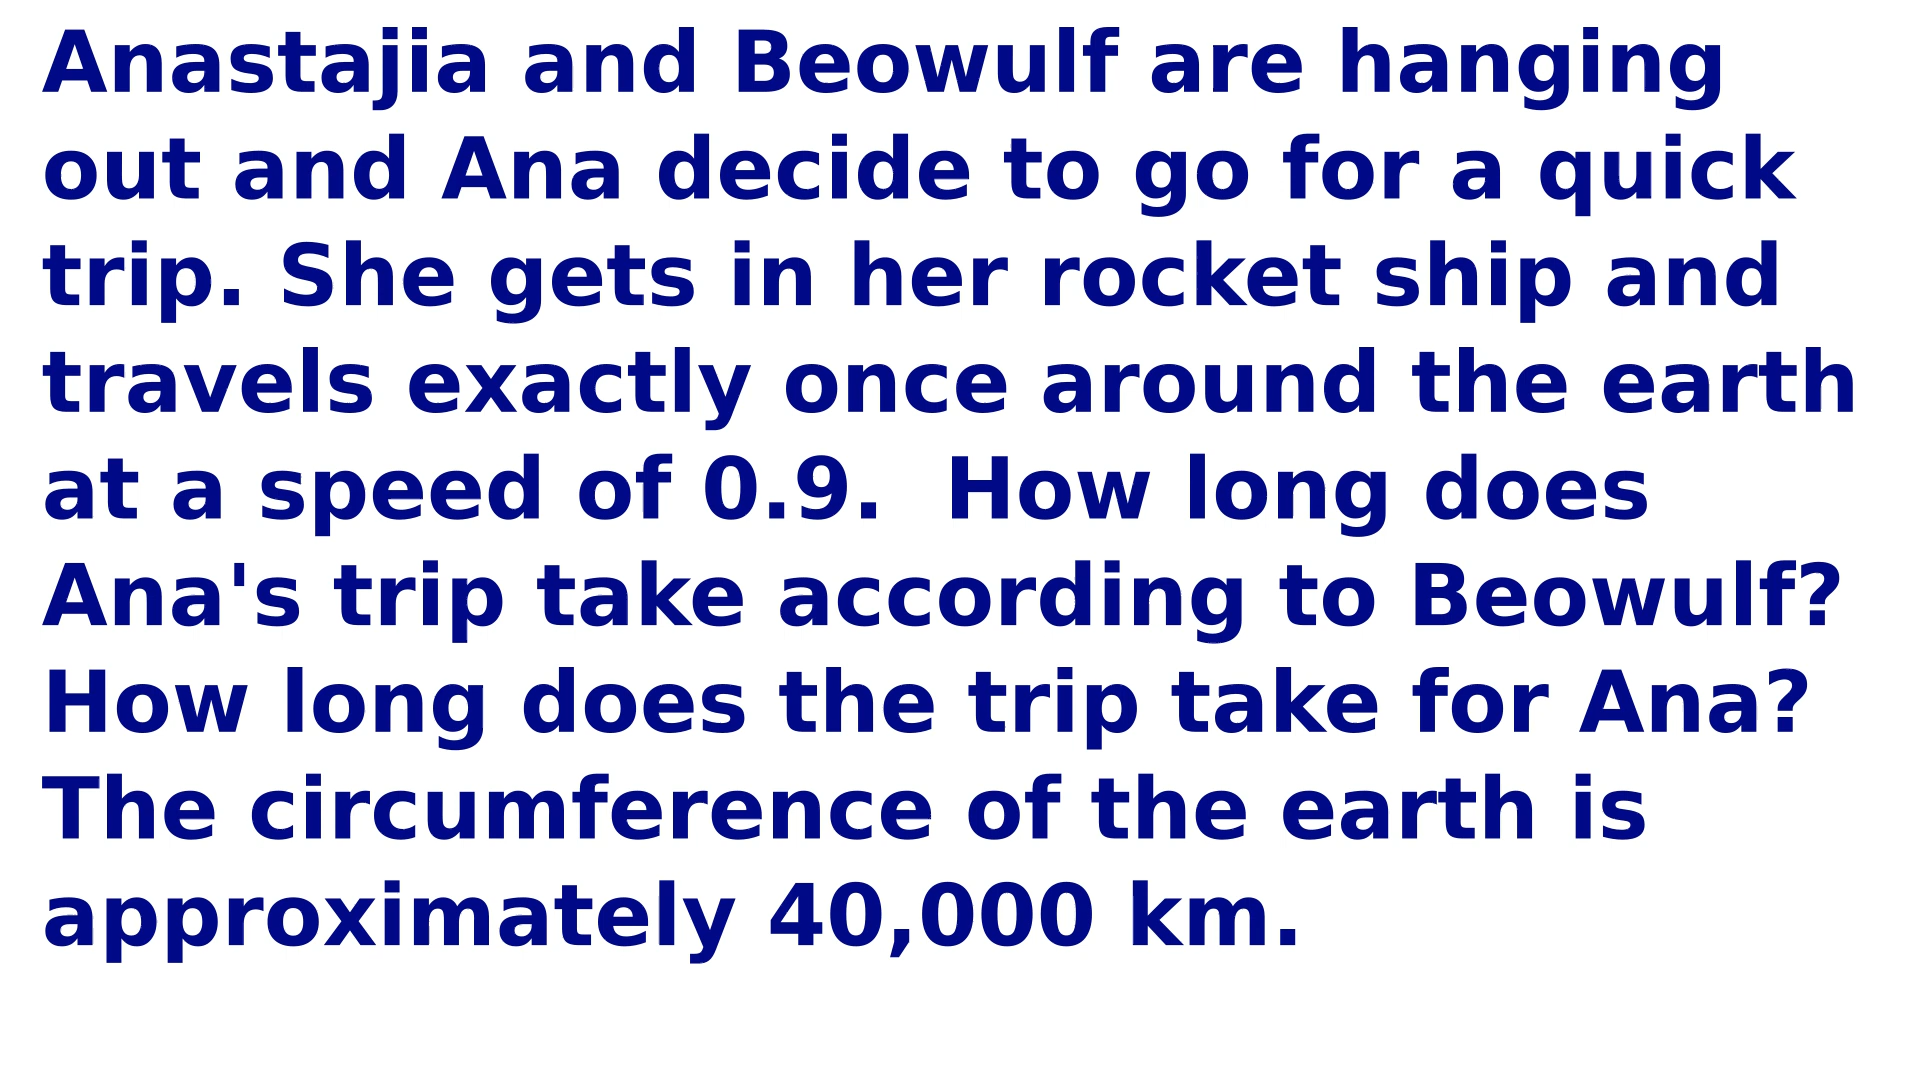 Anastajia and Beowulf are hanging
out and Ana decide to go for a quick
trip. She gets in her rocket ship and
travels exactly once around the earth
at a speed of 0.9.  How long does
Ana's trip take according to Beowulf?
How long does the trip take for Ana?
The circumference of the earth is
approximately 40,000 km.